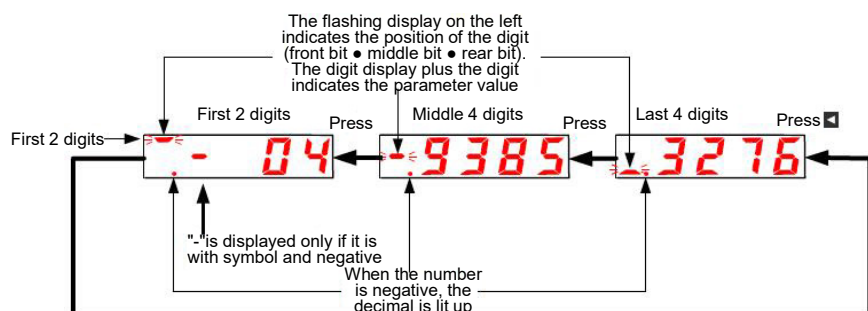 The flashing display on the left
indicates the position of the digit
(front bit ● middle bit ● rear bit).
The digit display plus the digit
indicates the parameter value
First 2 digits
Press
Middle 4 digits
Press
Last 4 digits
Press ◀
First 2 digits
. - 04
-.9385
_.3276
"-"is displayed only if it is
with symbol and negative
When the number
is negative, the
decimal is lit up